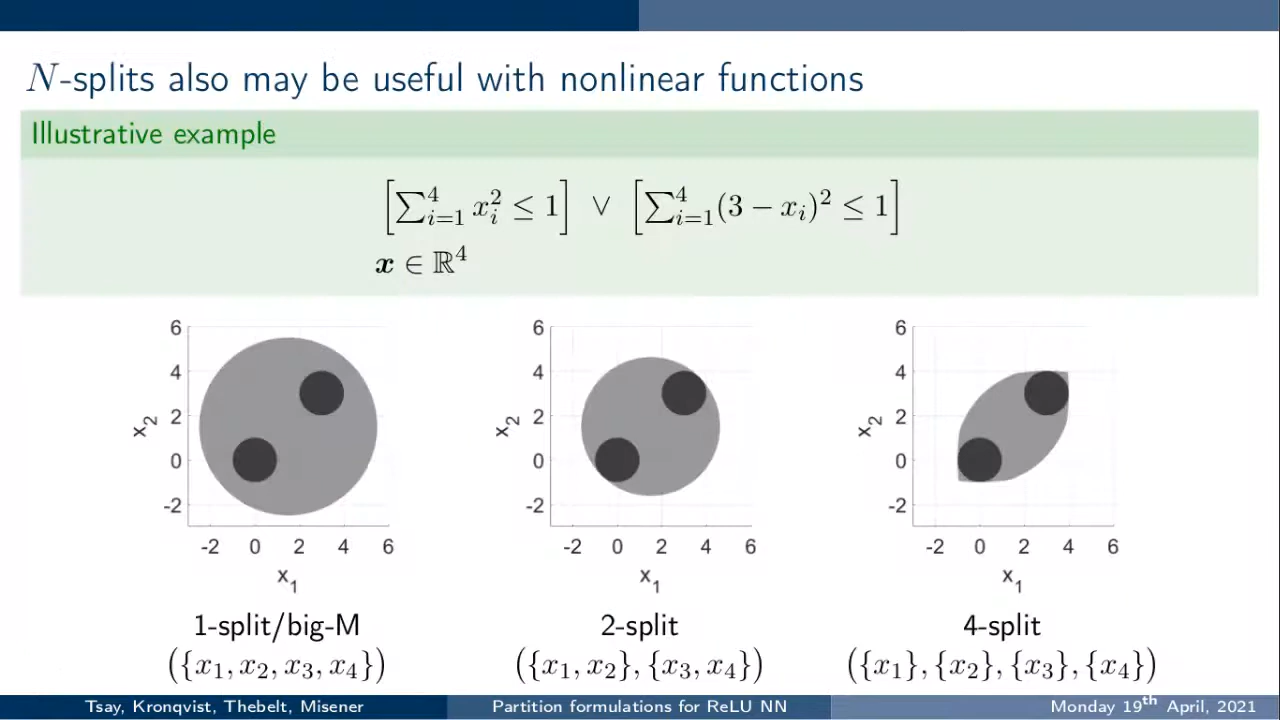 N-splits also may be useful with nonlinear functions
Illustrative example
[∑⁴ᵢ₌₁ xᵢ² ≤ 1] ∨ [∑⁴ᵢ₌₁(3 − xᵢ)² ≤ 1]
x ∈ ℝ⁴
6 4 2 0 -2
x₂
-2 0 2 4 6
x₁
6 4 2 0 -2
x₂
-2 0 2 4 6
x₁
6 4 2 0 -2
x₂
-2 0 2 4 6
x₁
1-split/big-M
({x₁, x₂, x₃, x₄})
2-split
({x₁, x₂}, {x₃, x₄})
4-split
({x₁}, {x₂}, {x₃}, {x₄})
Tsay, Kronqvist, Thebelt, Misener
Partition formulations for ReLU NN
Monday 19th April, 2021